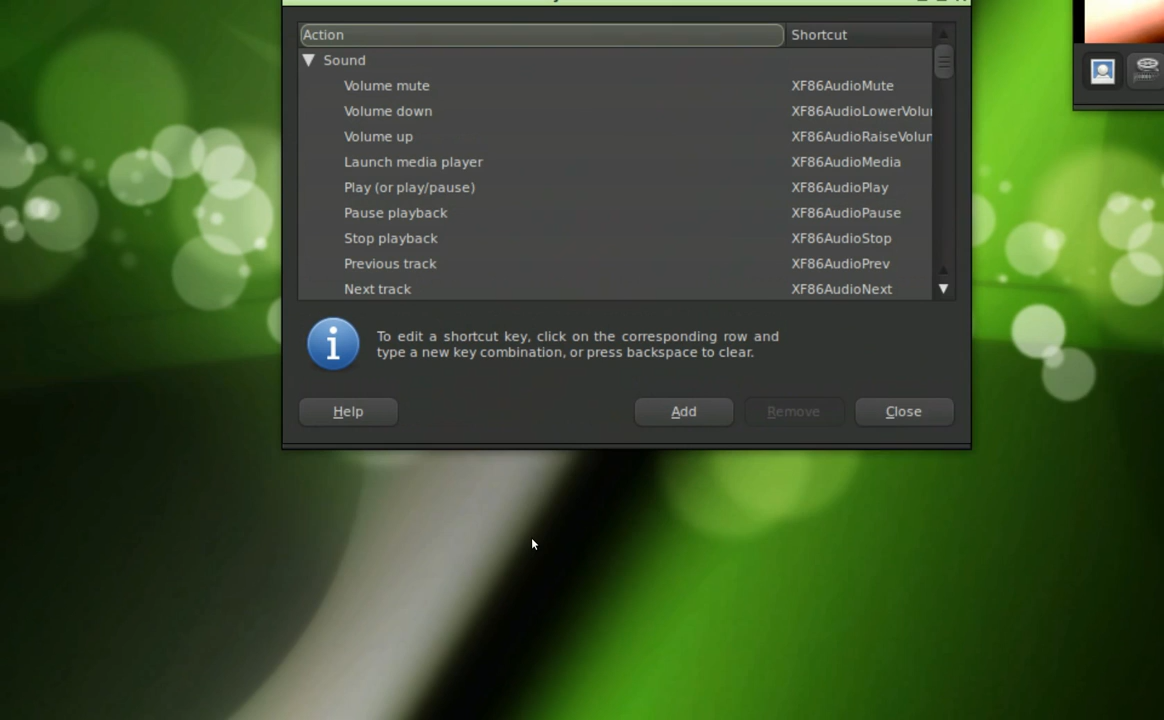 Action Shortcut
Sound
Volume mute XF86AudioMute
Volume down XF86AudioLowerVolu
Volume up XF86AudioRaiseVolun
Launch media player XF86AudioMedia
Play (or play/pause) XF86AudioPlay
Pause playback XF86AudioPause
Stop playback XF86AudioStop
Previous track XF86AudioPrev
Next track XF86AudioNext
To edit a shortcut key, click on the corresponding row and
type a new key combination, or press backspace to clear.
Help Add Remove Close